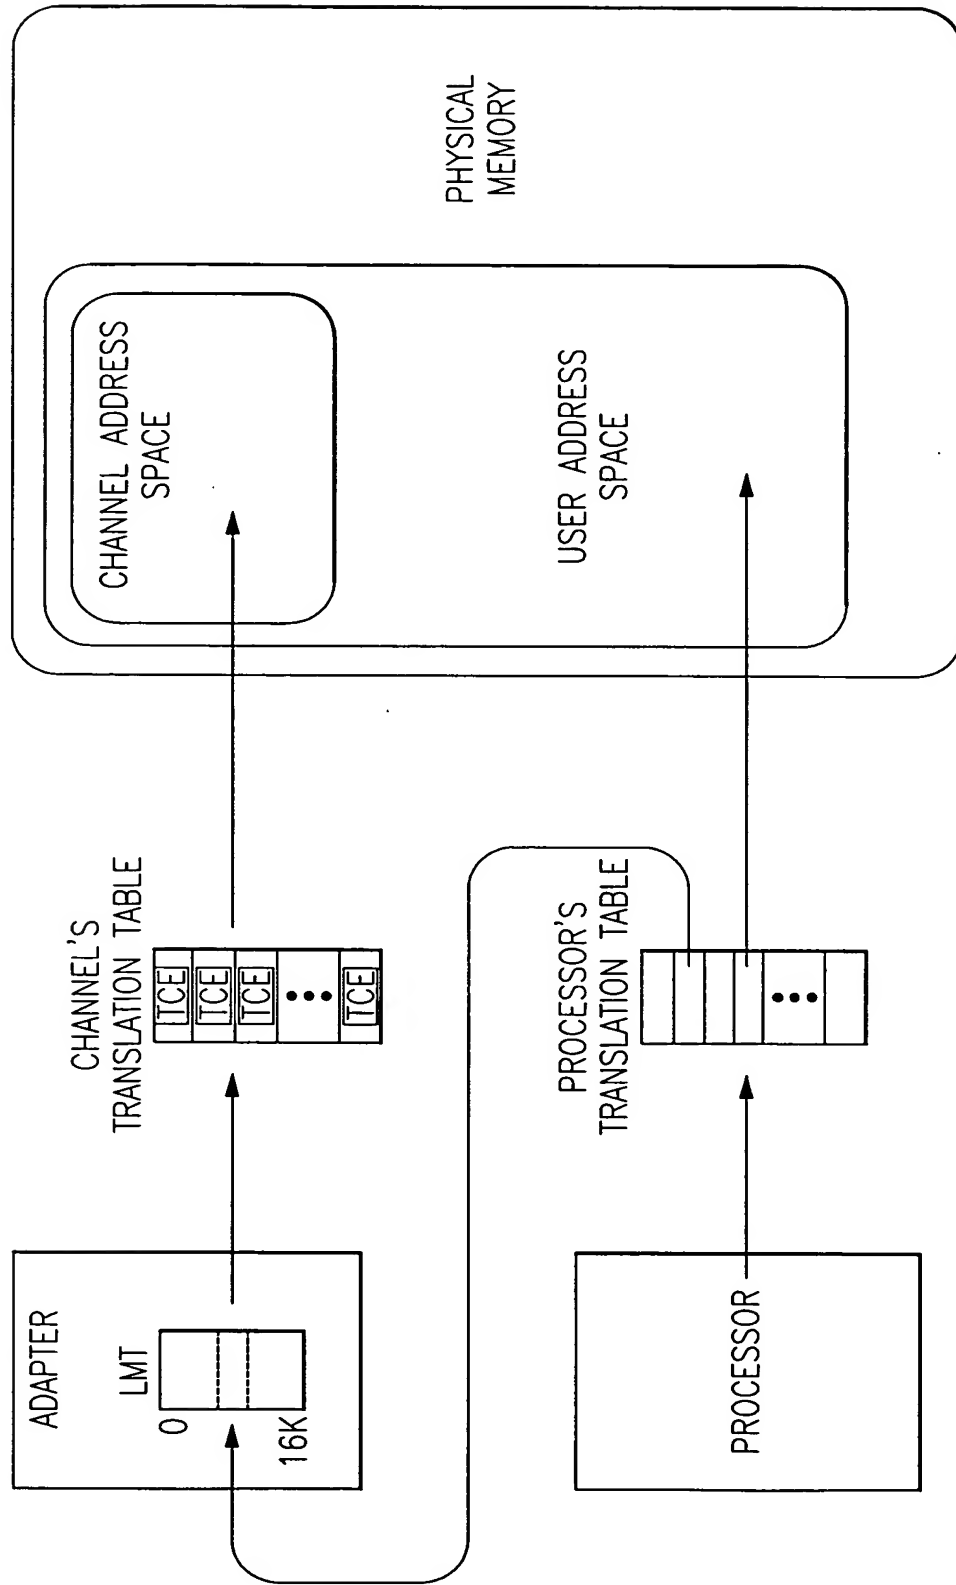 ADAPTER
LMT
0
16K
CHANNEL'S
TRANSLATION TABLE
TCE
TCE
TCE
TCE
CHANNEL ADDRESS
SPACE
PHYSICAL
MEMORY
PROCESSOR
PROCESSOR'S
TRANSLATION TABLE
USER ADDRESS
SPACE